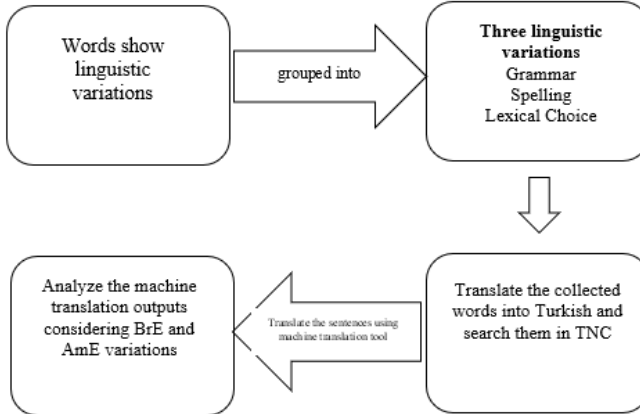 Words show
linguistic
variations
grouped into
Three linguistic
variations
Grammar
Spelling
Lexical Choice
Translate the collected
words into Turkish and
search them in TNC
Translate the sentences using
machine translation tool
Analyze the machine
translation outputs
considering BrE and
AmE variations